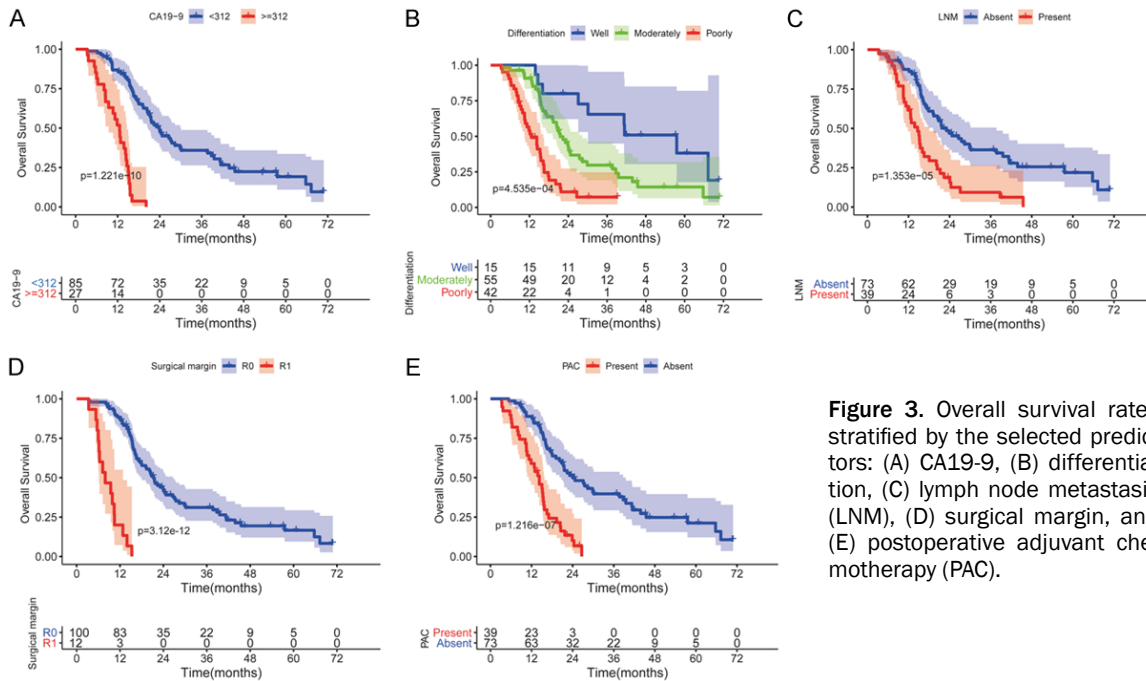 A
CA19-9 <312 >=312
1.00
0.75
0.50
0.25
0.00
Overall Survival
p=1.221e-10
0 12 24 36 48 60 72
Time(months)
CA19-9
<312 85 72 35 22 9 5 0
>=312 27 14 0 0 0 0 0
0 12 24 36 48 60 72
Time(months)
B
Differentiation Well Moderately Poorly
1.00
0.75
0.50
0.25
0.00
Overall Survival
p=4.535e-04
0 12 24 36 48 60 72
Time(months)
Differentiation
Well 15 15 11 9 5 3 0
Moderately 55 49 20 12 4 2 0
Poorly 42 22 4 1 0 0 0
0 12 24 36 48 60 72
Time(months)
C
LNM Absent Present
1.00
0.75
0.50
0.25
0.00
Overall Survival
p=1.353e-05
0 12 24 36 48 60 72
Time(months)
LNM
Absent 73 62 29 19 9 5 0
Present 39 24 6 3 0 0 0
0 12 24 36 48 60 72
Time(months)
D
Surgical margin R0 R1
1.00
0.75
0.50
0.25
0.00
Overall Survival
p=3.12e-12
0 12 24 36 48 60 72
Time(months)
Surgical margin
R0 100 83 35 22 9 5 0
R1 12 3 0 0 0 0 0
0 12 24 36 48 60 72
Time(months)
E
PAC Present Absent
1.00
0.75
0.50
0.25
0.00
Overall Survival
p=1.216e-07
0 12 24 36 48 60 72
Time(months)
PAC
Present 39 23 3 0 0 0 0
Absent 73 63 32 22 9 5 0
0 12 24 36 48 60 72
Time(months)
Figure 3. Overall survival rate
stratified by the selected predic
tors: (A) CA19-9, (B) differentia
tion, (C) lymph node metastasi
(LNM), (D) surgical margin, an
(E) postoperative adjuvant che
motherapy (PAC).